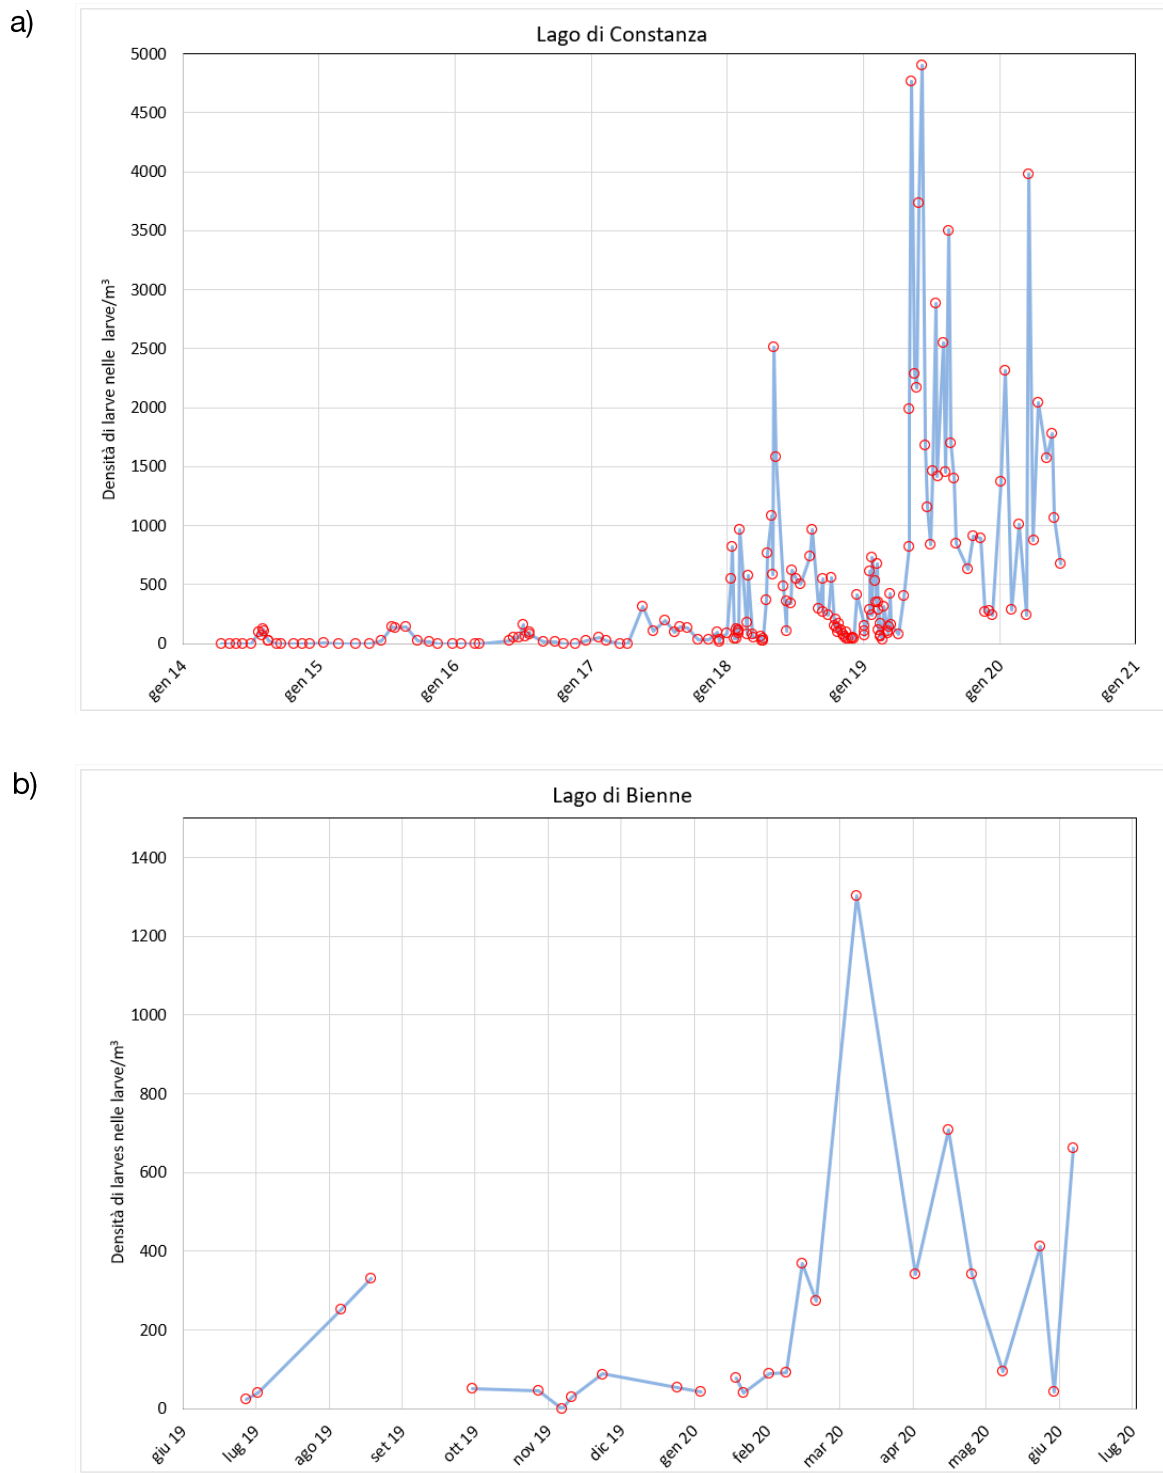 a)
Lago di Constanza
5000
4500
4000
3500
3000
2500
2000
1500
1000
500
0
Densità di larve nelle larve/m³
gen 14
gen 15
gen 16
gen 17
gen 18
gen 19
gen 20
gen 21
b)
Lago di Bienne
1400
1200
1000
800
600
400
200
0
Densità di larves nelle larve/m³
giu 19
lug 19
ago 19
set 19
ott 19
nov 19
dic 19
gen 20
feb 20
mar 20
apr 20
mag 20
giu 20
lug 20